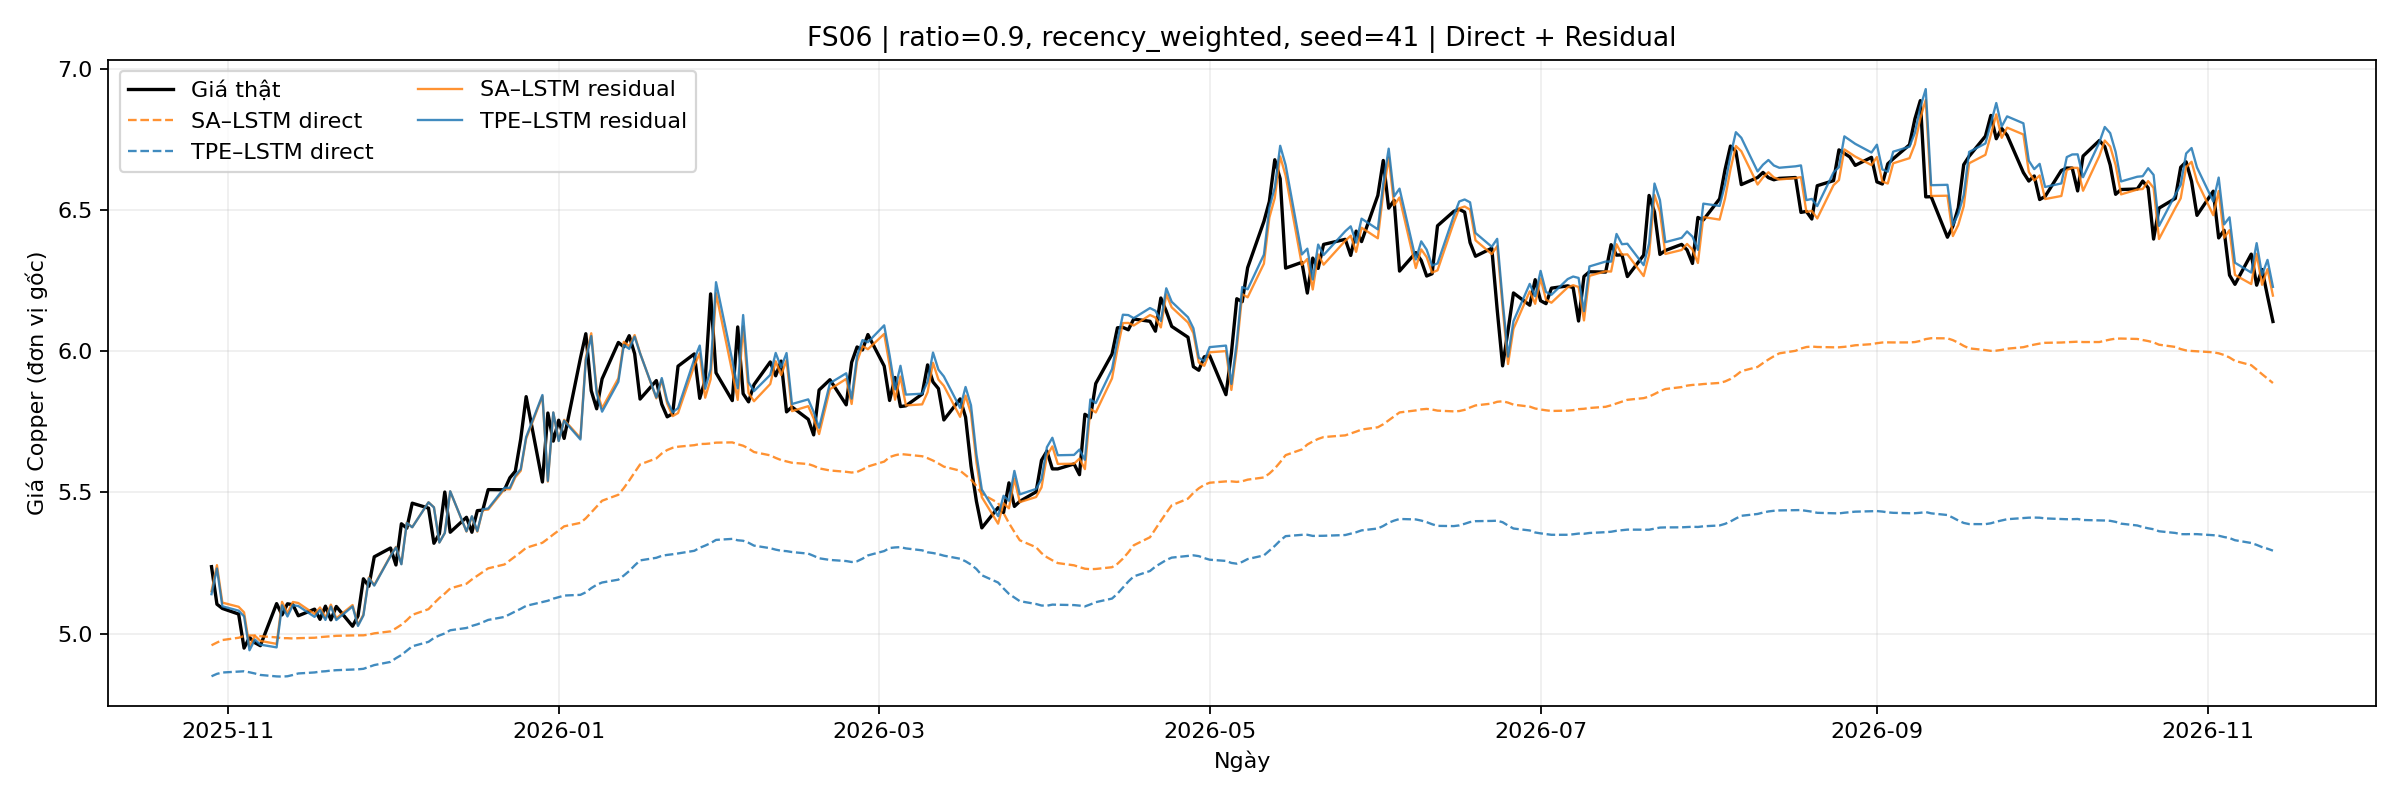 FS06 | ratio=0.9, recency_weighted, seed=41 | Direct + Residual
Giá thật
SA–LSTM direct
TPE–LSTM direct
SA–LSTM residual
TPE–LSTM residual
Giá Copper (đơn vị gốc)
7.0
6.5
6.0
5.5
5.0
2025-11
2026-01
2026-03
2026-05
2026-07
2026-09
2026-11
Ngày